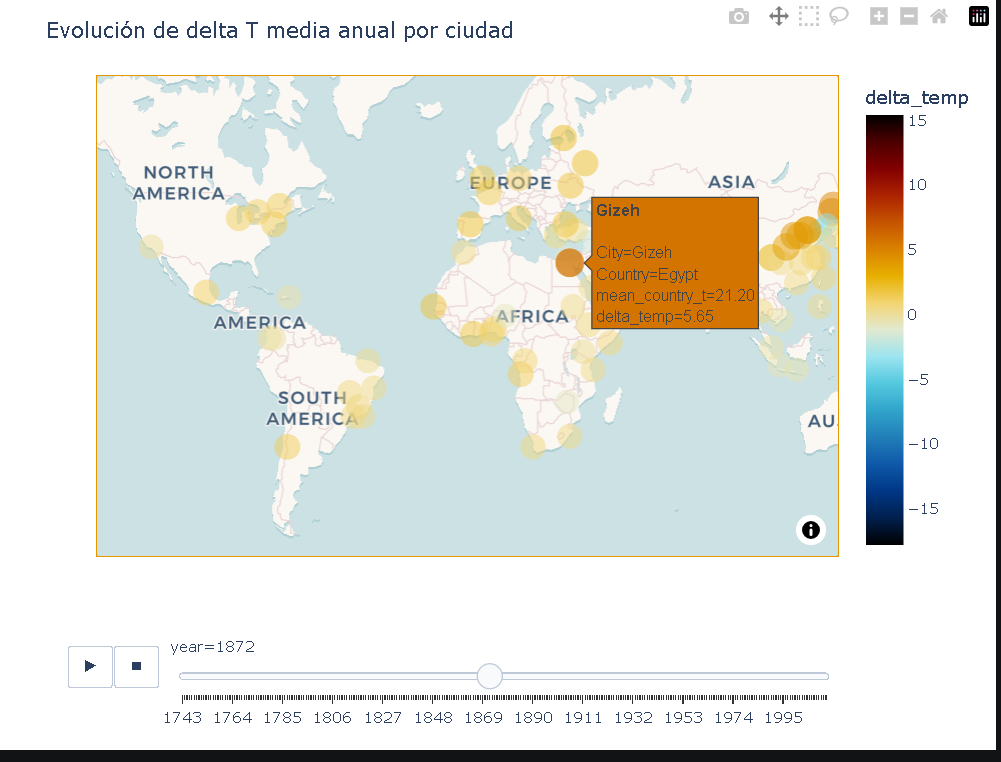 Evolución de delta T media anual por ciudad
delta_temp
15
10
5
0
−5
−10
−15
NORTH
AMERICA
EUROPE
ASIA
Gizeh
City=Gizeh
Country=Egypt
mean_country_t=21.20
delta_temp=5.65
AMERICA
AFRICA
SOUTH
AMERICA
AU
year=1872
1743 1764 1785 1806 1827 1848 1869 1890 1911 1932 1953 1974 1995